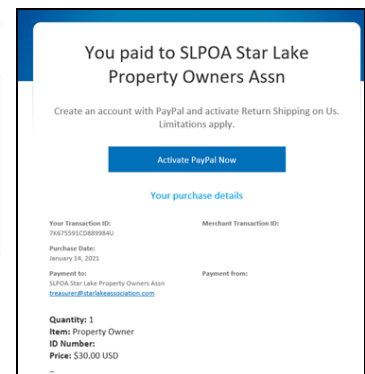 You paid to SLPOA Star Lake
Property Owners Assn
Create an account with PayPal and activate Return Shipping on Us.
Limitations apply.
Activate PayPal Now
Your purchase details
Your Transaction ID:
7K675591CD889984U
Merchant Transaction ID:
Purchase Date:
January 14, 2021
Payment to:
SLPOA Star Lake Property Owners Assn
treasurer@starlakeassociation.com
Payment from:
Quantity: 1
Item: Property Owner
ID Number:
Price: $30.00 USD